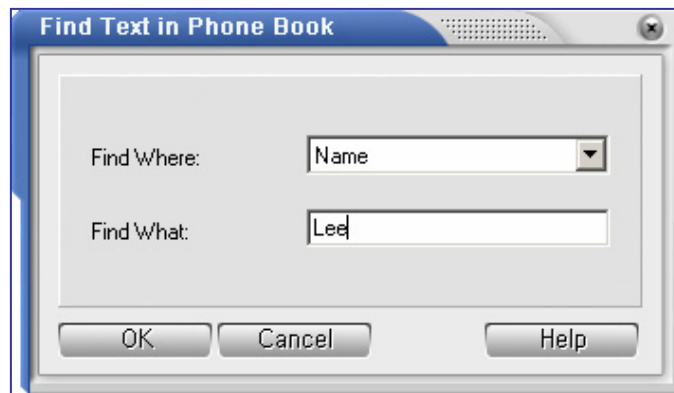 Find Text in Phone Book
Find Where: Name
Find What: Lee
OK Cancel Help